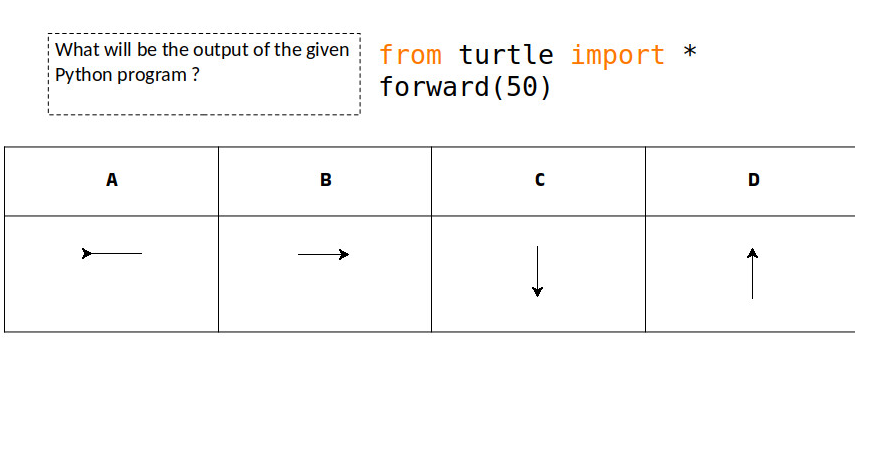 What will be the output of the given
Python program ?
from turtle import *
forward(50)
A B C D